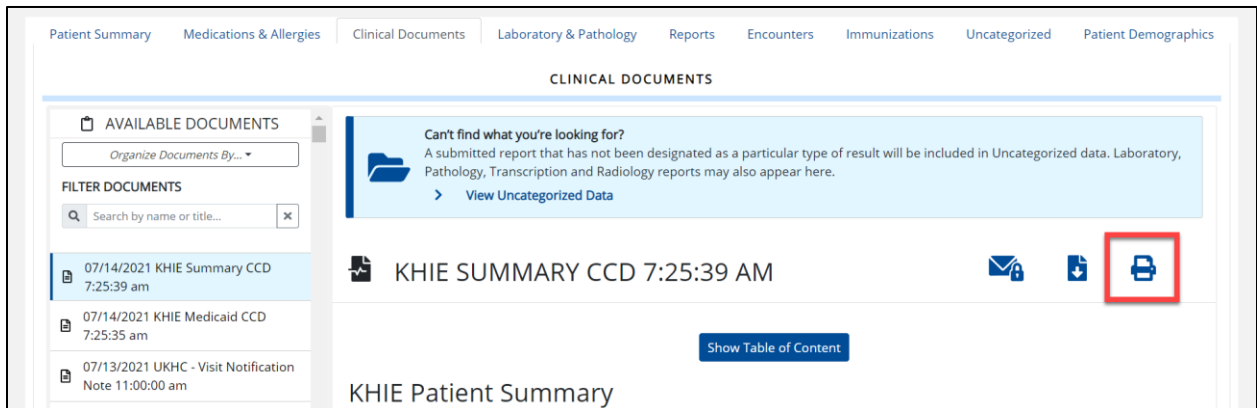 Patient Summary Medications & Allergies Clinical Documents Laboratory & Pathology Reports Encounters Immunizations Uncategorized Patient Demographics
CLINICAL DOCUMENTS
AVAILABLE DOCUMENTS
Organize Documents By...
FILTER DOCUMENTS
Search by name or title...
07/14/2021 KHIE Summary CCD
7:25:39 am
07/14/2021 KHIE Medicaid CCD
7:25:35 am
07/13/2021 UKHC - Visit Notification
Note 11:00:00 am
Can't find what you're looking for?
A submitted report that has not been designated as a particular type of result will be included in Uncategorized data. Laboratory,
Pathology, Transcription and Radiology reports may also appear here.
View Uncategorized Data
KHIE SUMMARY CCD 7:25:39 AM
Show Table of Content
KHIE Patient Summary